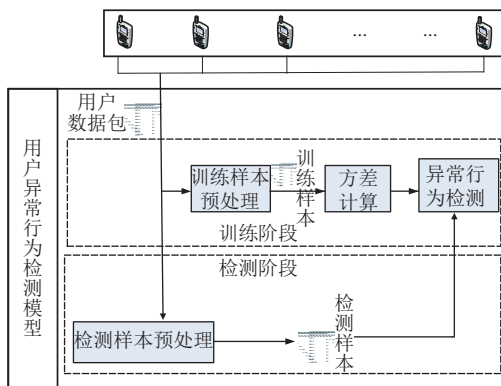 ... ...
用户异常行为检测模型
用户
数据包
训练样本
预处理
训练样本
方差
计算
异常行
为检测
训练阶段
检测阶段
检测样本预处理
检测样本